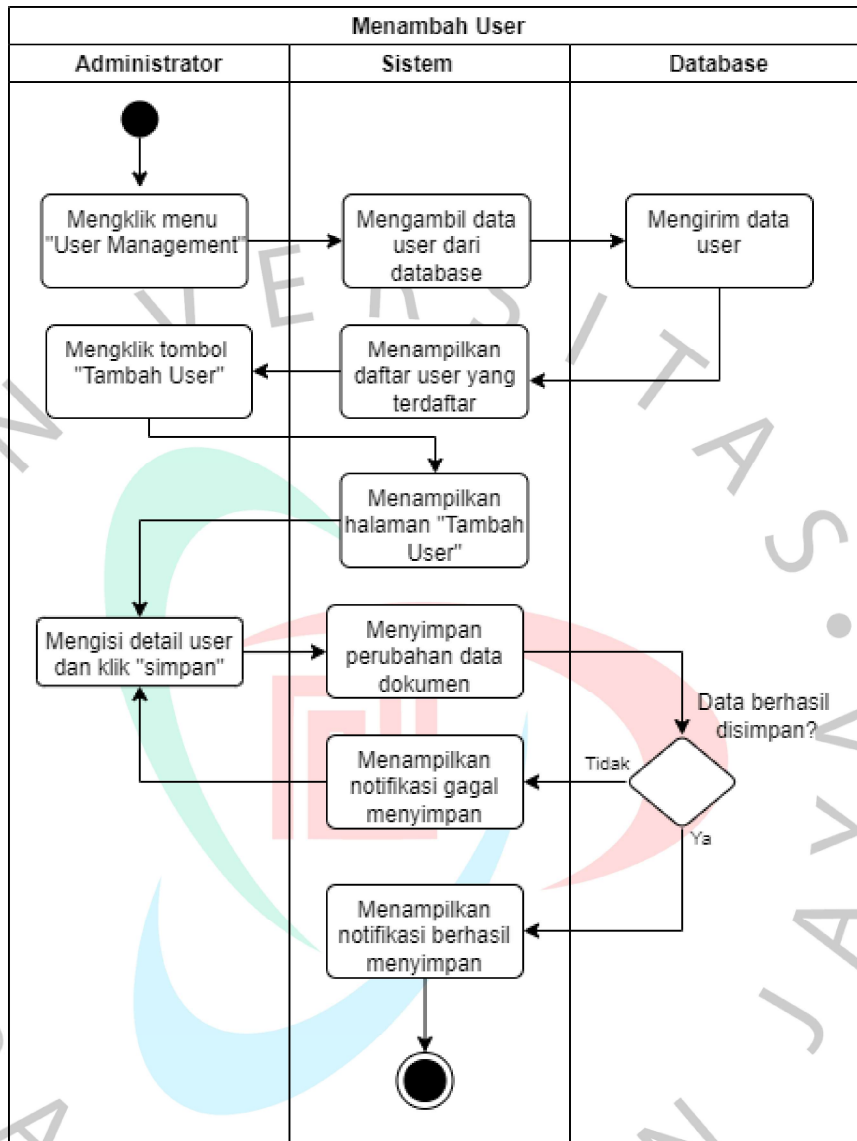 Menambah User
Administrator
Sistem
Database
Mengklik menu
"User Management"
Mengambil data
user dari
database
Mengirim data
user
Mengklik tombol
"Tambah User"
Menampilkan
daftar user yang
terdaftar
Menampilkan
halaman "Tambah
User"
Mengisi detail user
dan klik "simpan"
Menyimpan
perubahan data
dokumen
Data berhasil
disimpan?
Menampilkan
notifikasi gagal
menyimpan
Tidak
Ya
Menampilkan
notifikasi berhasil
menyimpan